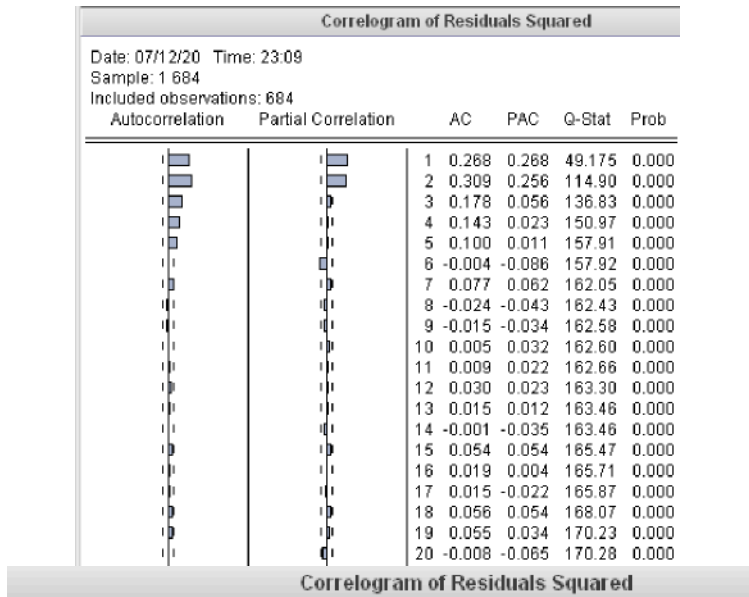 Correlogram of Residuals Squared
Date: 07/12/20 Time: 23:09
Sample: 1 684
Included observations: 684
Autocorrelation Partial Correlation AC PAC Q-Stat Prob
1 0.268 0.268 49.175 0.000
2 0.309 0.256 114.90 0.000
3 0.178 0.056 136.83 0.000
4 0.143 0.023 150.97 0.000
5 0.100 0.011 157.91 0.000
6 -0.004 -0.086 157.92 0.000
7 0.077 0.062 162.05 0.000
8 -0.024 -0.043 162.43 0.000
9 -0.015 -0.034 162.58 0.000
10 0.005 0.032 162.60 0.000
11 0.009 0.022 162.66 0.000
12 0.030 0.023 163.30 0.000
13 0.015 0.012 163.46 0.000
14 -0.001 -0.035 163.46 0.000
15 0.054 0.054 165.47 0.000
16 0.019 0.004 165.71 0.000
17 0.015 -0.022 165.87 0.000
18 0.056 0.054 168.07 0.000
19 0.055 0.034 170.23 0.000
20 -0.008 -0.065 170.28 0.000
Correlogram of Residuals Squared